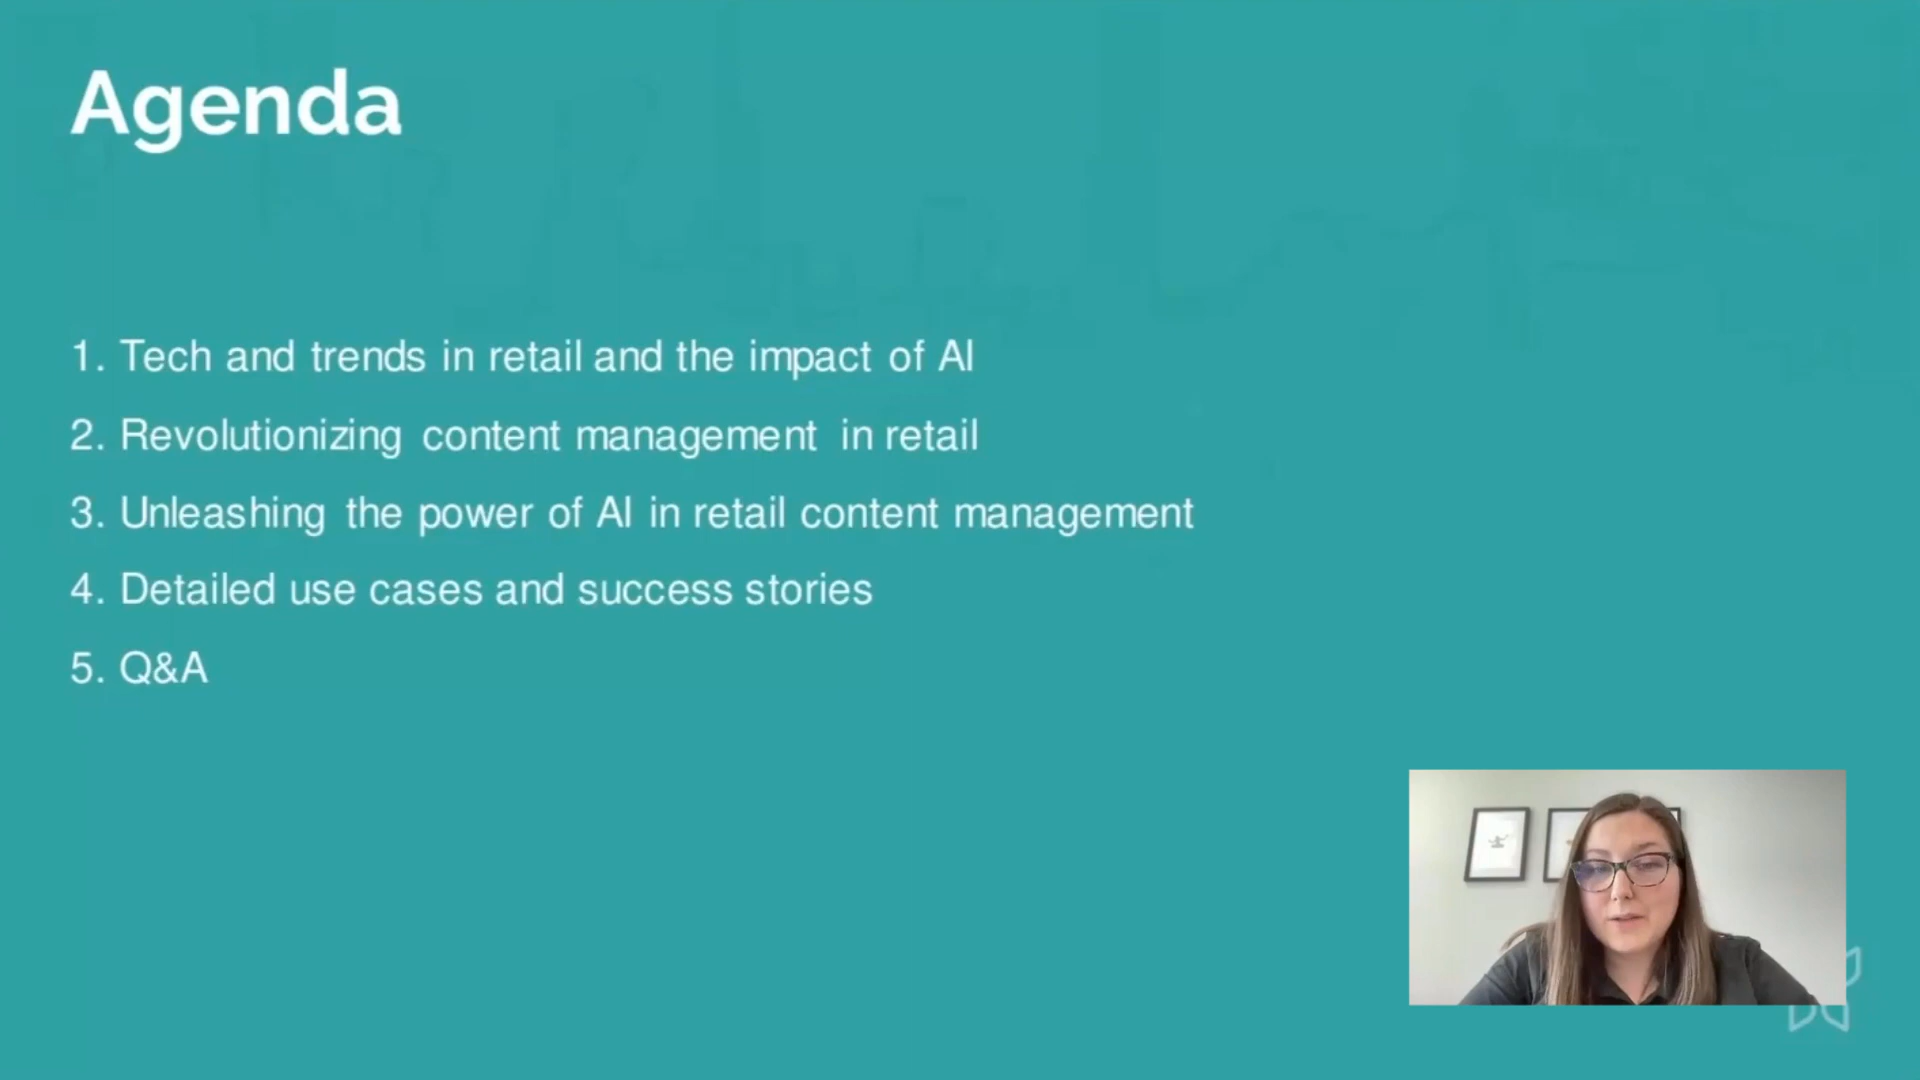 Agenda
1. Tech and trends in retail and the impact of AI
2. Revolutionizing content management in retail
3. Unleashing the power of AI in retail content management
4. Detailed use cases and success stories
5. Q&A